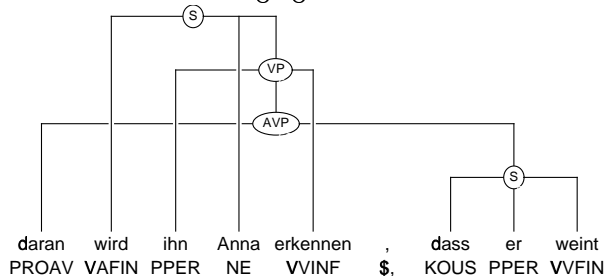 S
VP
AVP
S
daran wird ihn Anna erkennen , dass er weint
PROAV VAFIN PPER NE VVINF $, KOUS PPER VVFIN